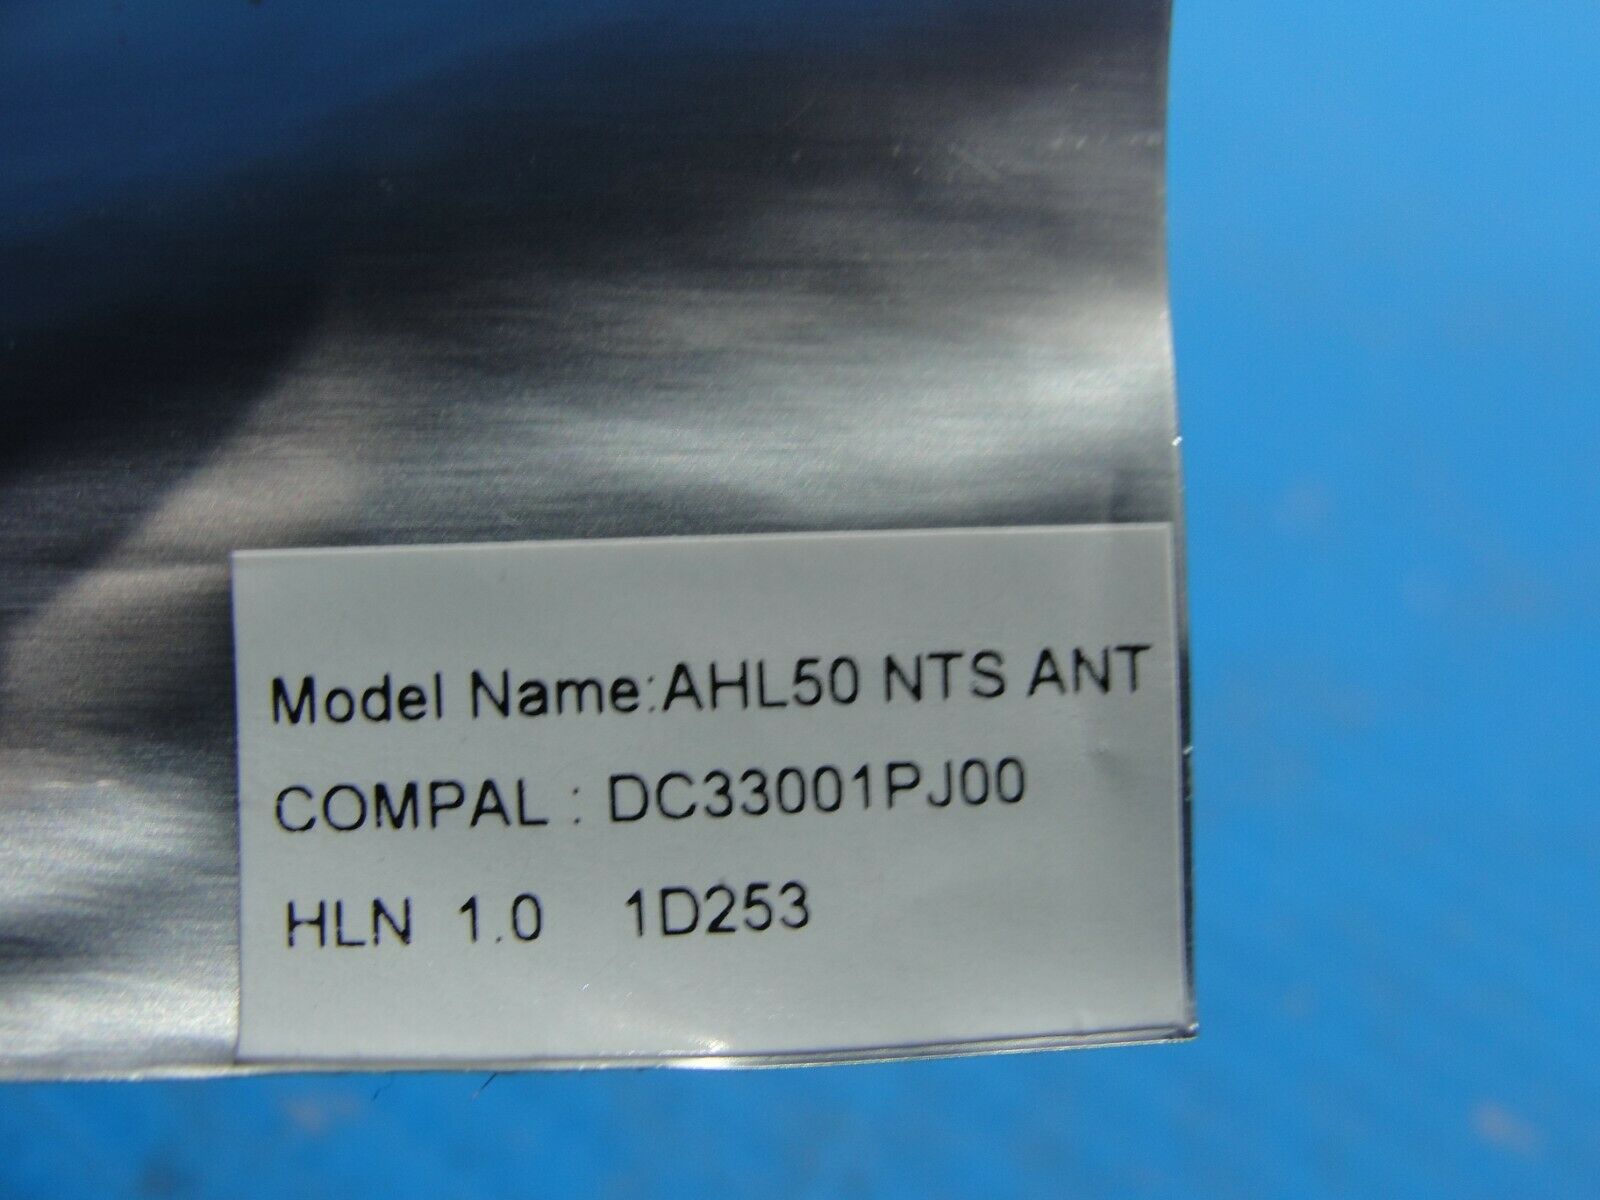 Model Name:AHL50 NTS ANT
COMPAL : DC33001PJ00
HLN 1.0 1D253